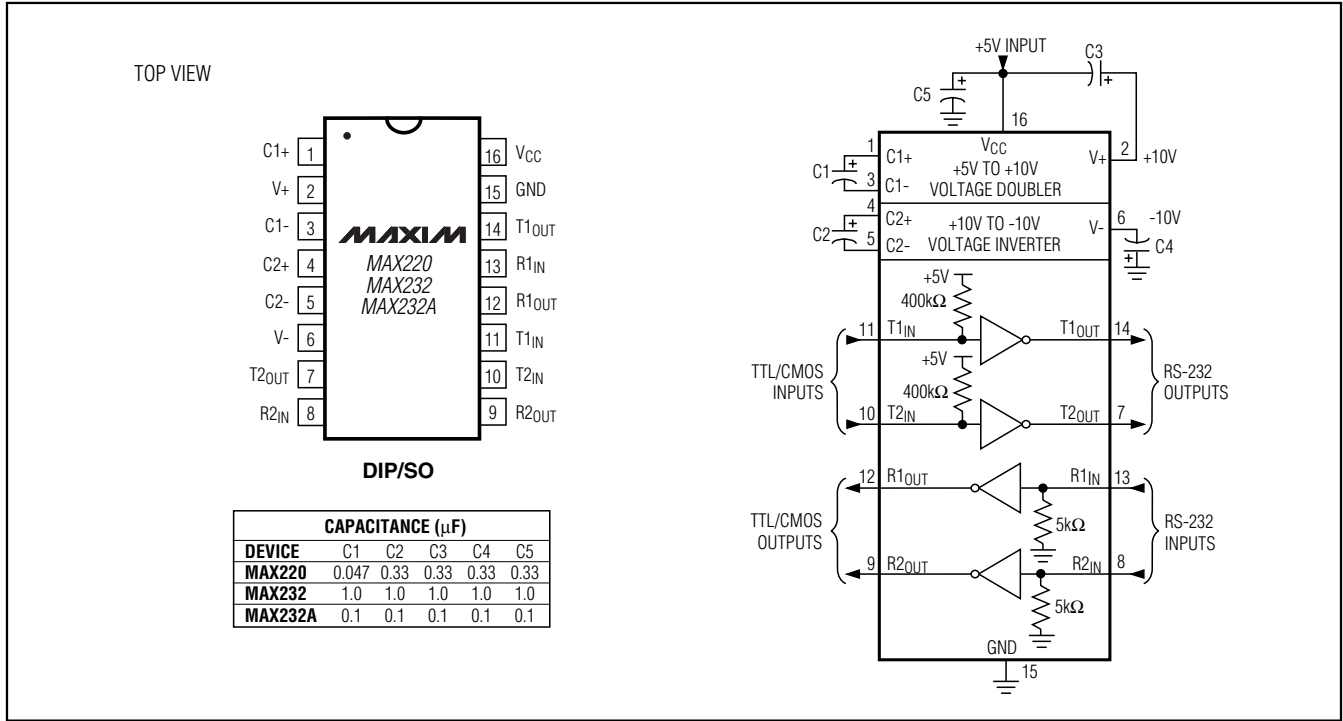 TOP VIEW
C1+ 1
V+ 2
C1- 3
C2+ 4
C2- 5
V- 6
T2OUT 7
R2IN 8
16 VCC
15 GND
14 T1OUT
13 R1IN
12 R1OUT
11 T1IN
10 T2IN
9 R2OUT
MAXIM
MAX220
MAX232
MAX232A
DIP/SO
CAPACITANCE (µF)
DEVICE C1 C2 C3 C4 C5
MAX220 0.047 0.33 0.33 0.33 0.33
MAX232 1.0 1.0 1.0 1.0 1.0
MAX232A 0.1 0.1 0.1 0.1 0.1
+5V INPUT
C3
+
C5
+
+
16
1
C1
+
3
C1+
C1-
VCC
+5V TO +10V
VOLTAGE DOUBLER
V+
2
+10V
4
C2
+
5
C2+
C2-
+10V TO -10V
VOLTAGE INVERTER
V-
6
-10V
C4
+
+5V
400kΩ
11 T1IN
T1OUT 14
+5V
400kΩ
10 T2IN
T2OUT 7
TTL/CMOS
INPUTS
RS-232
OUTPUTS
12 R1OUT
R1IN 13
5kΩ
9 R2OUT
R2IN 8
5kΩ
TTL/CMOS
OUTPUTS
RS-232
INPUTS
GND
15